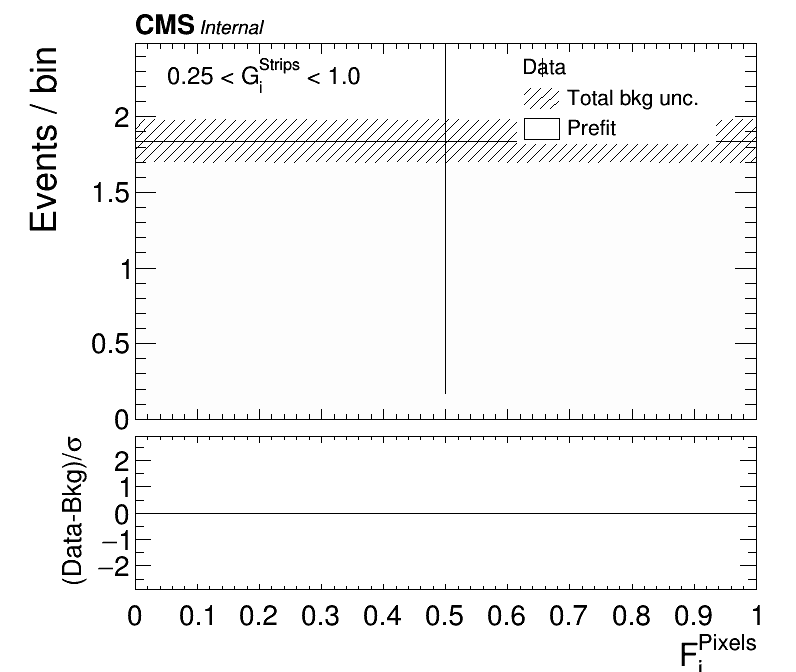 CMS Internal
0.25 < G_i^Strips < 1.0
Data
Total bkg unc.
Prefit
Events / bin
2
1.5
1
0.5
0
(Data-Bkg)/σ
2
1
0
−1
−2
0 0.1 0.2 0.3 0.4 0.5 0.6 0.7 0.8 0.9 1
F_i^Pixels